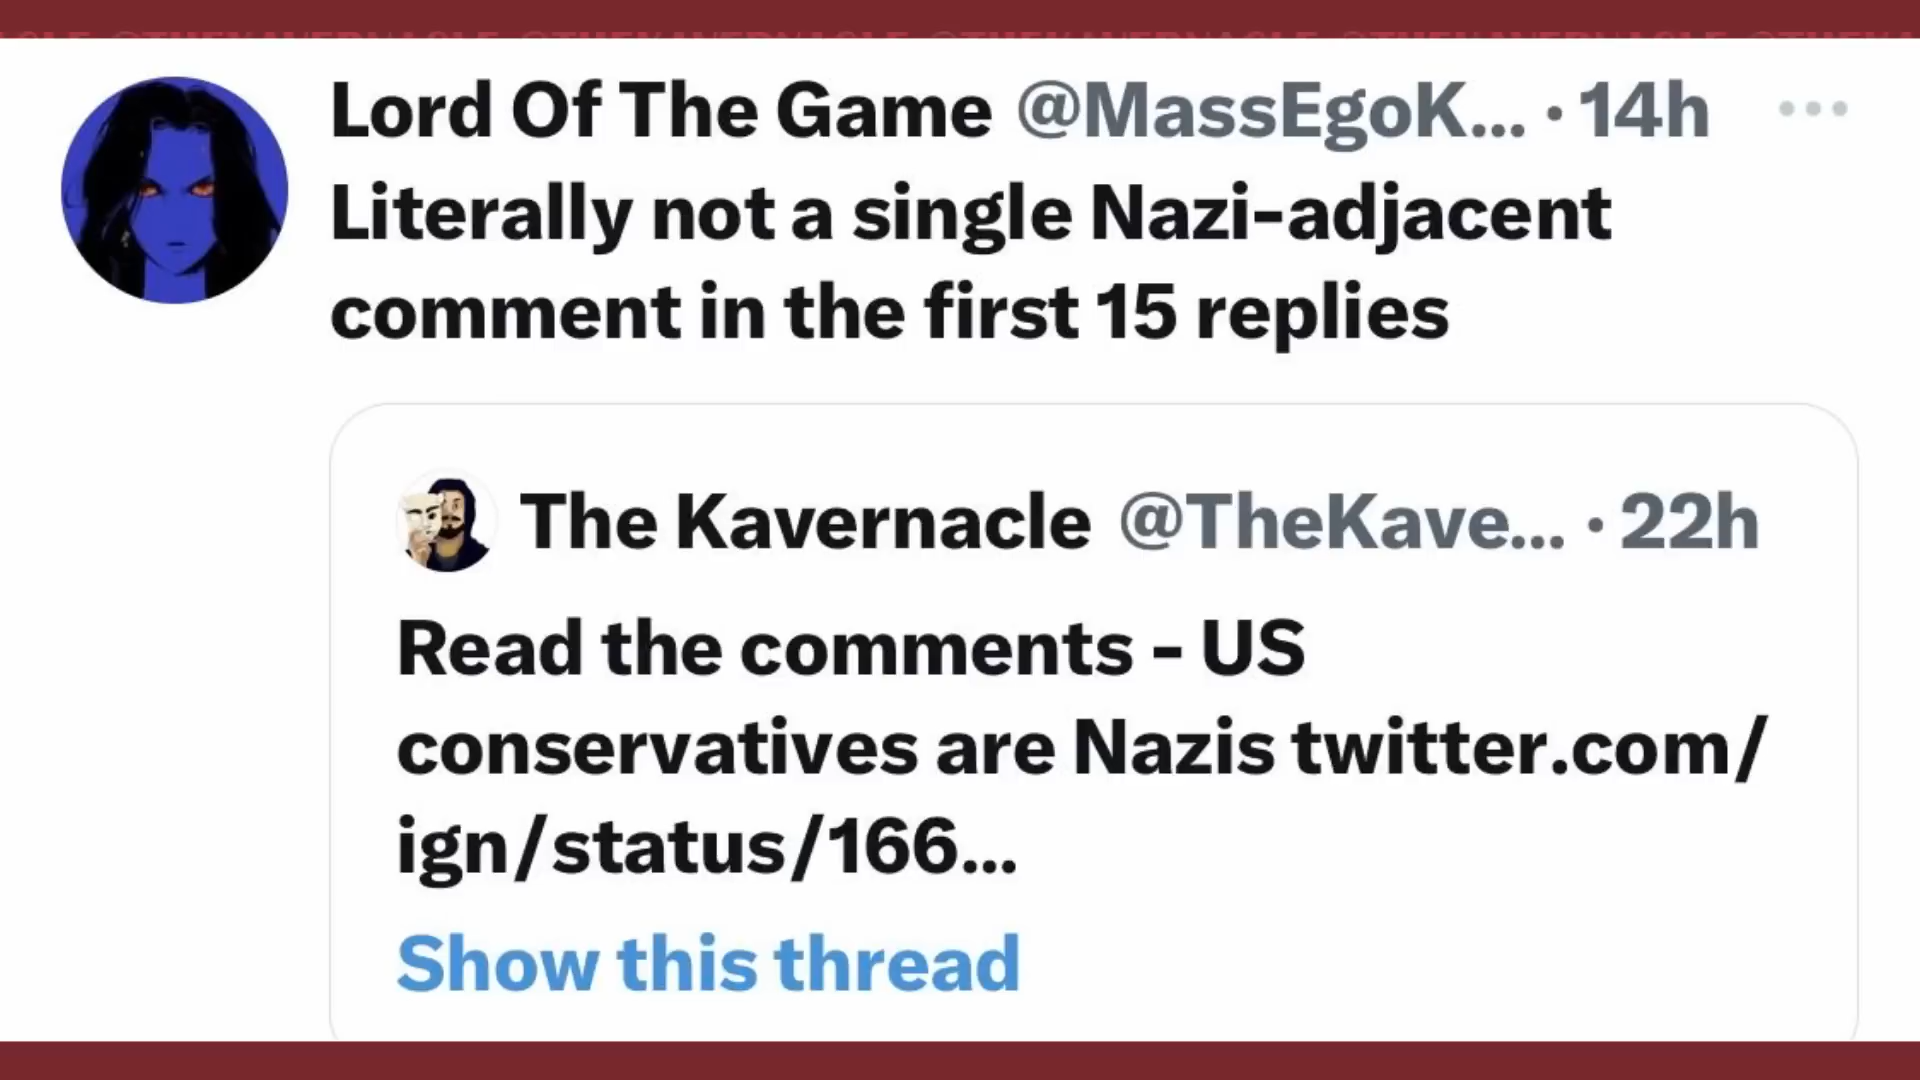 Lord Of The Game @MassEgoK... · 14h
Literally not a single Nazi-adjacent
comment in the first 15 replies
The Kavernacle @TheKave... · 22h
Read the comments - US
conservatives are Nazis twitter.com/
ign/status/166...
Show this thread